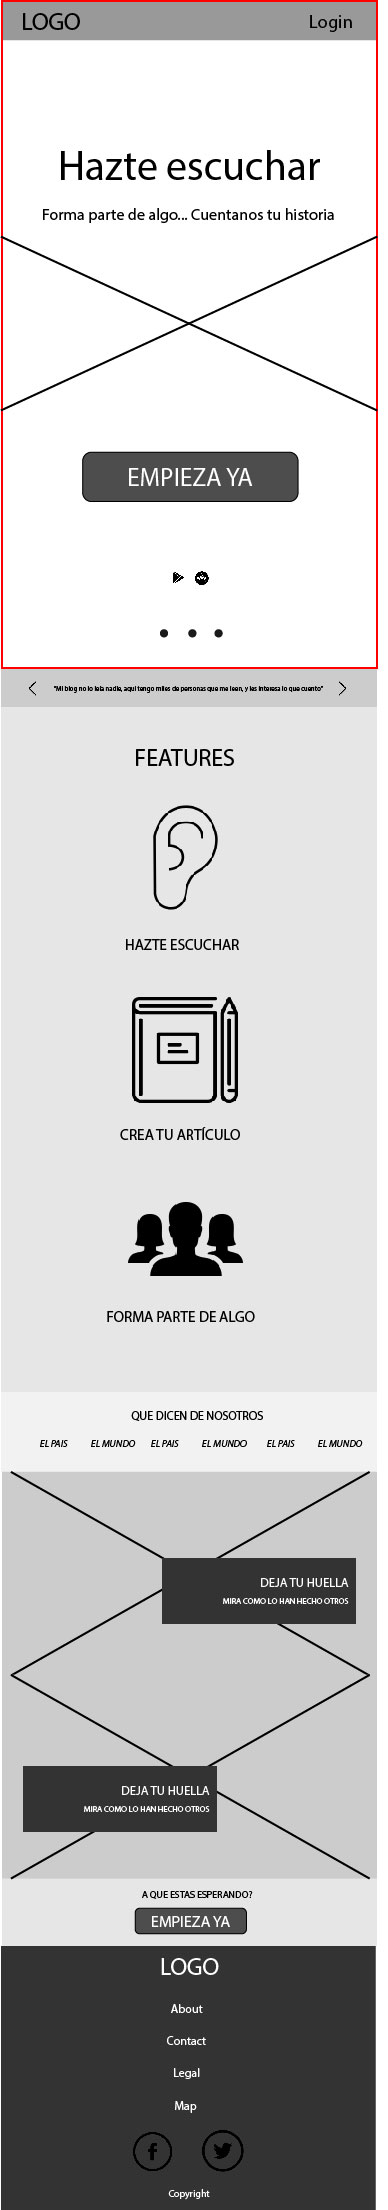 LOGO
Login
Hazte escuchar
Forma parte de algo... Cuentanos tu historia
EMPIEZA YA
"Mi blog no lo leia nadie, aqui tengo miles de personas que me leen, y les interesa lo que cuento"
FEATURES
HAZTE ESCUCHAR
CREA TU ARTÍCULO
FORMA PARTE DE ALGO
QUE DICEN DE NOSOTROS
EL PAIS EL MUNDO EL PAIS EL MUNDO EL PAIS EL MUNDO
DEJA TU HUELLA
MIRA COMO LO HAN HECHO OTROS
DEJA TU HUELLA
MIRA COMO LO HAN HECHO OTROS
A QUE ESTAS ESPERANDO?
EMPIEZA YA
LOGO
About
Contact
Legal
Map
Copyright